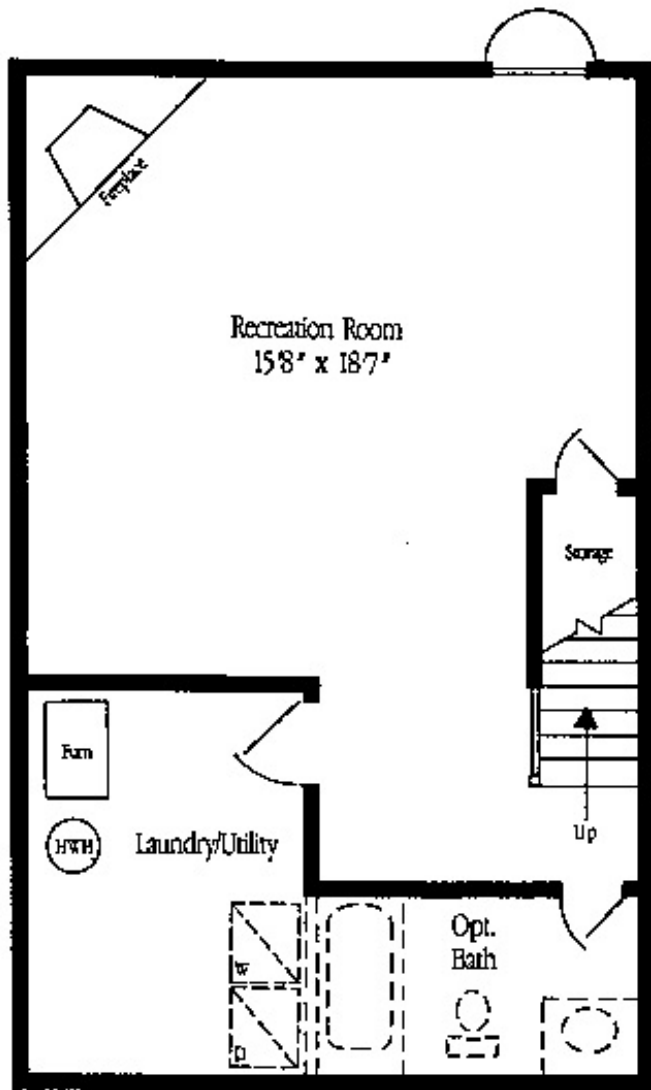 Fireplace
Recreation Room
15'8" x 18'7"
Storage
Furn
HWH
Laundry/Utility
Up
Opt.
Bath
W
D